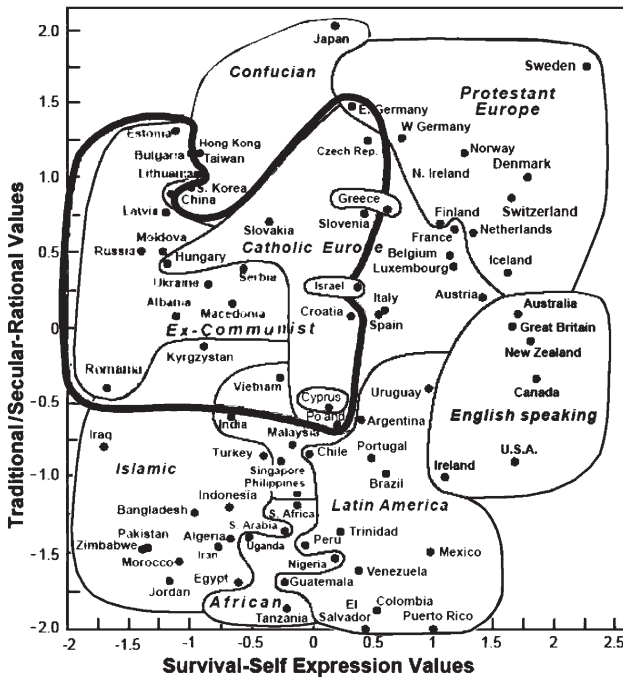 Traditional/Secular-Rational Values
2.0
1.5
1.0
0.5
0
-0.5
-1.0
-1.5
-2.0
Japan
Confucian
Sweden
Protestant
Europe
E. Germany
Estonia
Hong Kong
W Germany
Bulgaria
Taiwan
Czech Rep.
Norway
Lithuania
N. Ireland
Denmark
S. Korea
China
Greece
Switzerland
Latvia
Slovenia
Finland
Netherlands
Slovakia
France
Moldova
Catholic Europe
Russia
Hungary
Belgium
Iceland
Serbia
Luxembourg
Ukraine
Israel
Austria
Albania
Macedonia
Croatia
Italy
Australia
Ex-Communist
Spain
Great Britain
Kyrgzystan
New Zealand
Romania
Vietnam
Canada
Cyprus
Uruguay
Poland
English speaking
India
Argentina
Iraq
Malaysia
Turkey
Chile
Portugal
U.S.A.
Islamic
Singapore
Brazil
Ireland
Philippines
Indonesia
Latin America
Bangladesh
S. Africa
S. Arabia
Trinidad
Pakistan
Algeria
Uganda
Peru
Zimbabwe
Iran
Mexico
Morocco
Nigeria
Venezuela
Jordan
Egypt
Guatemala
African
El
Colombia
Tanzania
Salvador
Puerto Rico
-2 -1.5 -1 -0.5 0 0.5 1 1.5 2 2.5
Survival-Self Expression Values